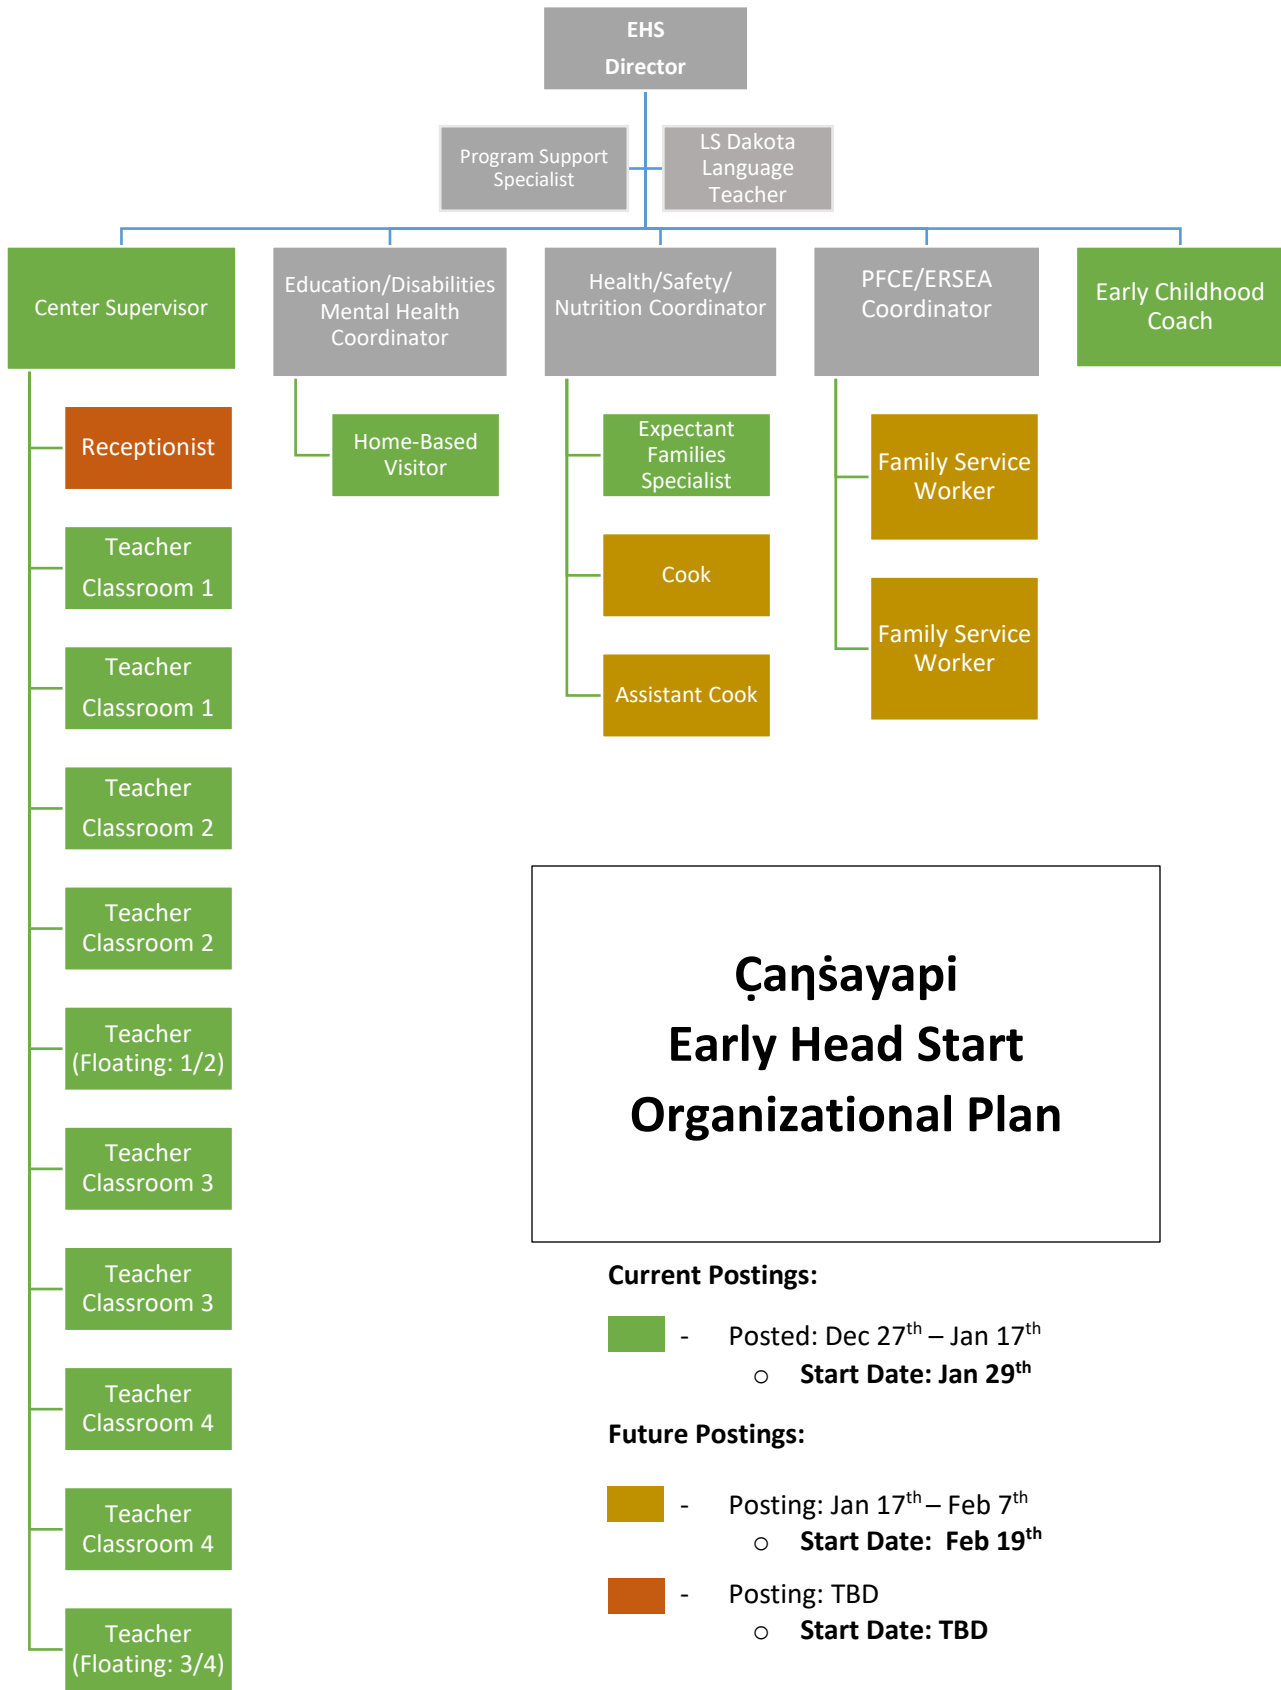 EHS
Director
Program Support
Specialist
LS Dakota
Language
Teacher
Center Supervisor
Education/Disabilities
Mental Health
Coordinator
Health/Safety/
Nutrition Coordinator
PFCE/ERSEA
Coordinator
Early Childhood
Coach
Receptionist
Teacher
Classroom 1
Teacher
Classroom 1
Teacher
Classroom 2
Teacher
Classroom 2
Teacher
(Floating: 1/2)
Teacher
Classroom 3
Teacher
Classroom 3
Teacher
Classroom 4
Teacher
Classroom 4
Teacher
(Floating: 3/4)
Home-Based
Visitor
Expectant
Families
Specialist
Cook
Assistant Cook
Family Service
Worker
Family Service
Worker
C̣aƞṡayapi
Early Head Start
Organizational Plan
Current Postings:
- Posted: Dec 27th – Jan 17th
o Start Date: Jan 29th
Future Postings:
- Posting: Jan 17th – Feb 7th
o Start Date: Feb 19th
- Posting: TBD
o Start Date: TBD